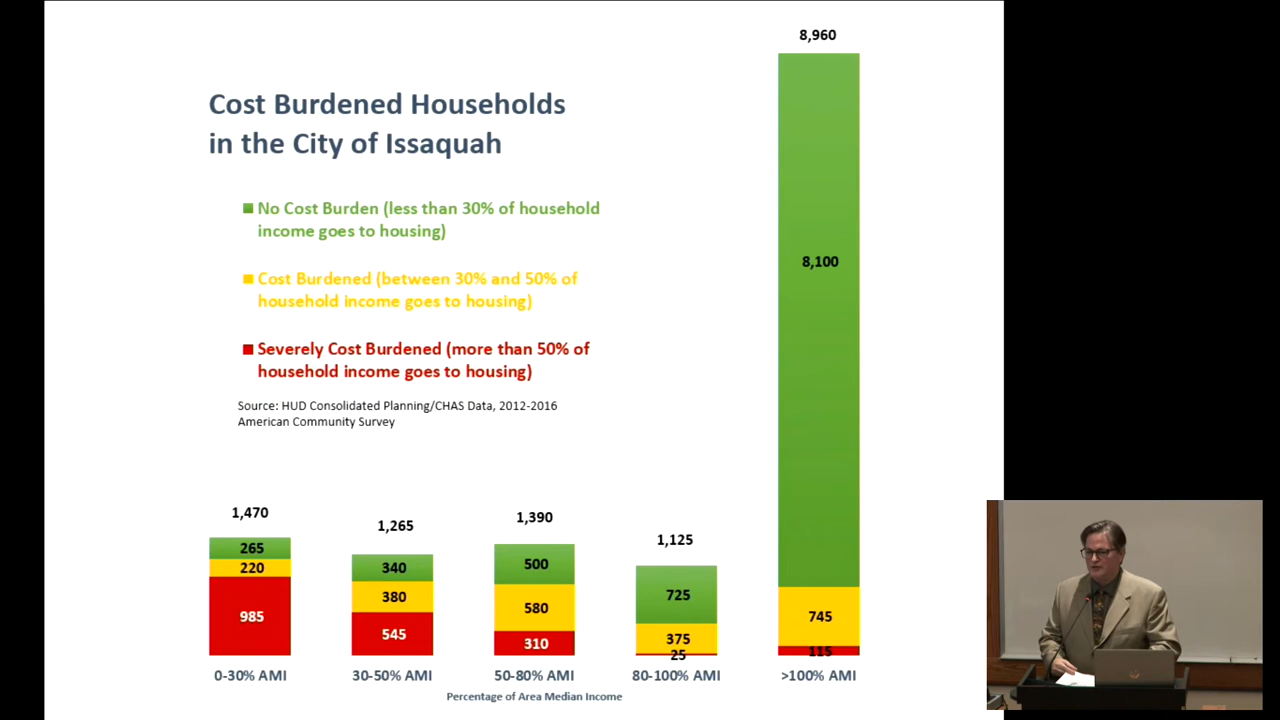 8,960
Cost Burdened Households
in the City of Issaquah
No Cost Burden (less than 30% of household
income goes to housing)
Cost Burdened (between 30% and 50% of
household income goes to housing)
Severely Cost Burdened (more than 50% of
household income goes to housing)
Source: HUD Consolidated Planning/CHAS Data, 2012-2016
American Community Survey
8,100
1,470
1,265
1,390
1,125
265
340
500
725
220
380
580
375
745
985
545
310
25
115
0-30% AMI
30-50% AMI
50-80% AMI
80-100% AMI
>100% AMI
Percentage of Area Median Income